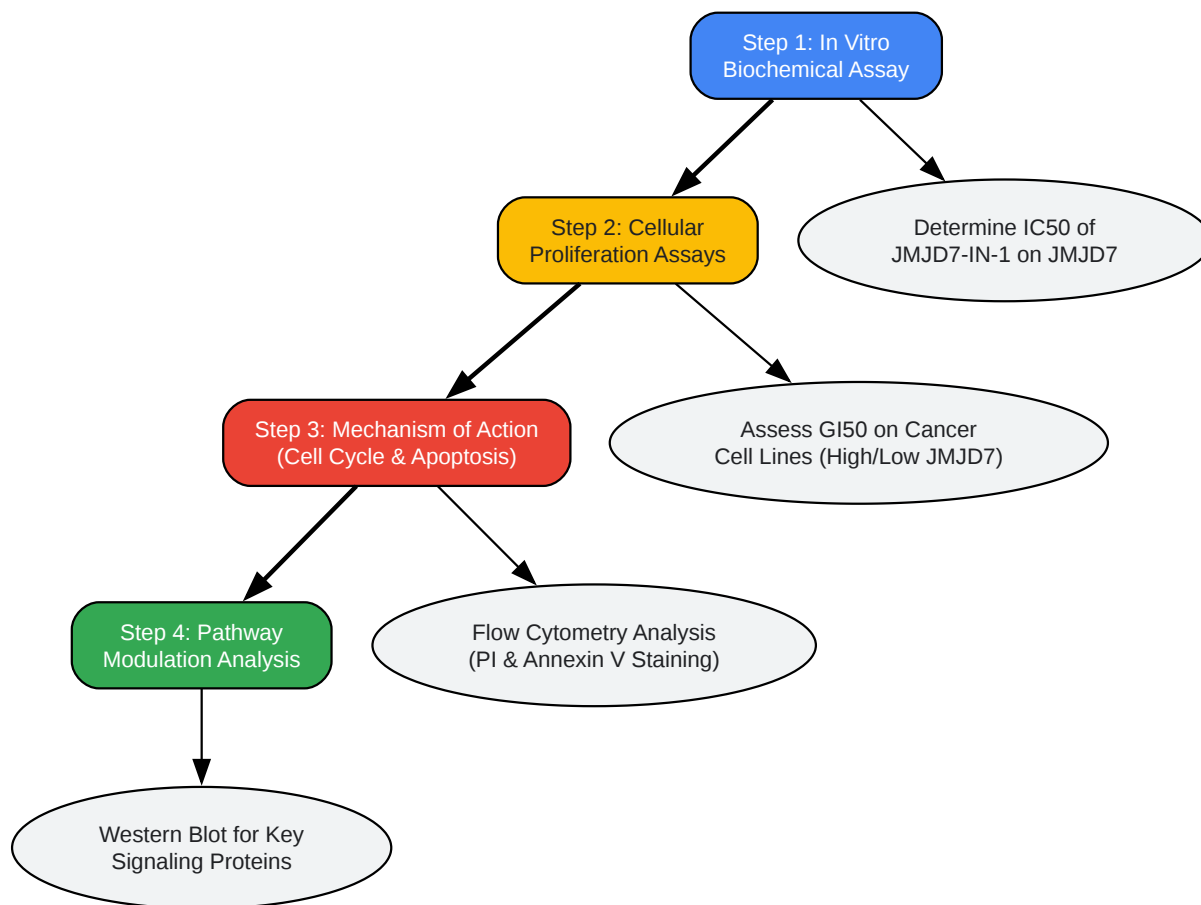 Step 1: In Vitro
Biochemical Assay
Determine IC50 of
JMJD7-IN-1 on JMJD7
Step 2: Cellular
Proliferation Assays
Assess GI50 on Cancer
Cell Lines (High/Low JMJD7)
Step 3: Mechanism of Action
(Cell Cycle & Apoptosis)
Flow Cytometry Analysis
(PI & Annexin V Staining)
Step 4: Pathway
Modulation Analysis
Western Blot for Key
Signaling Proteins